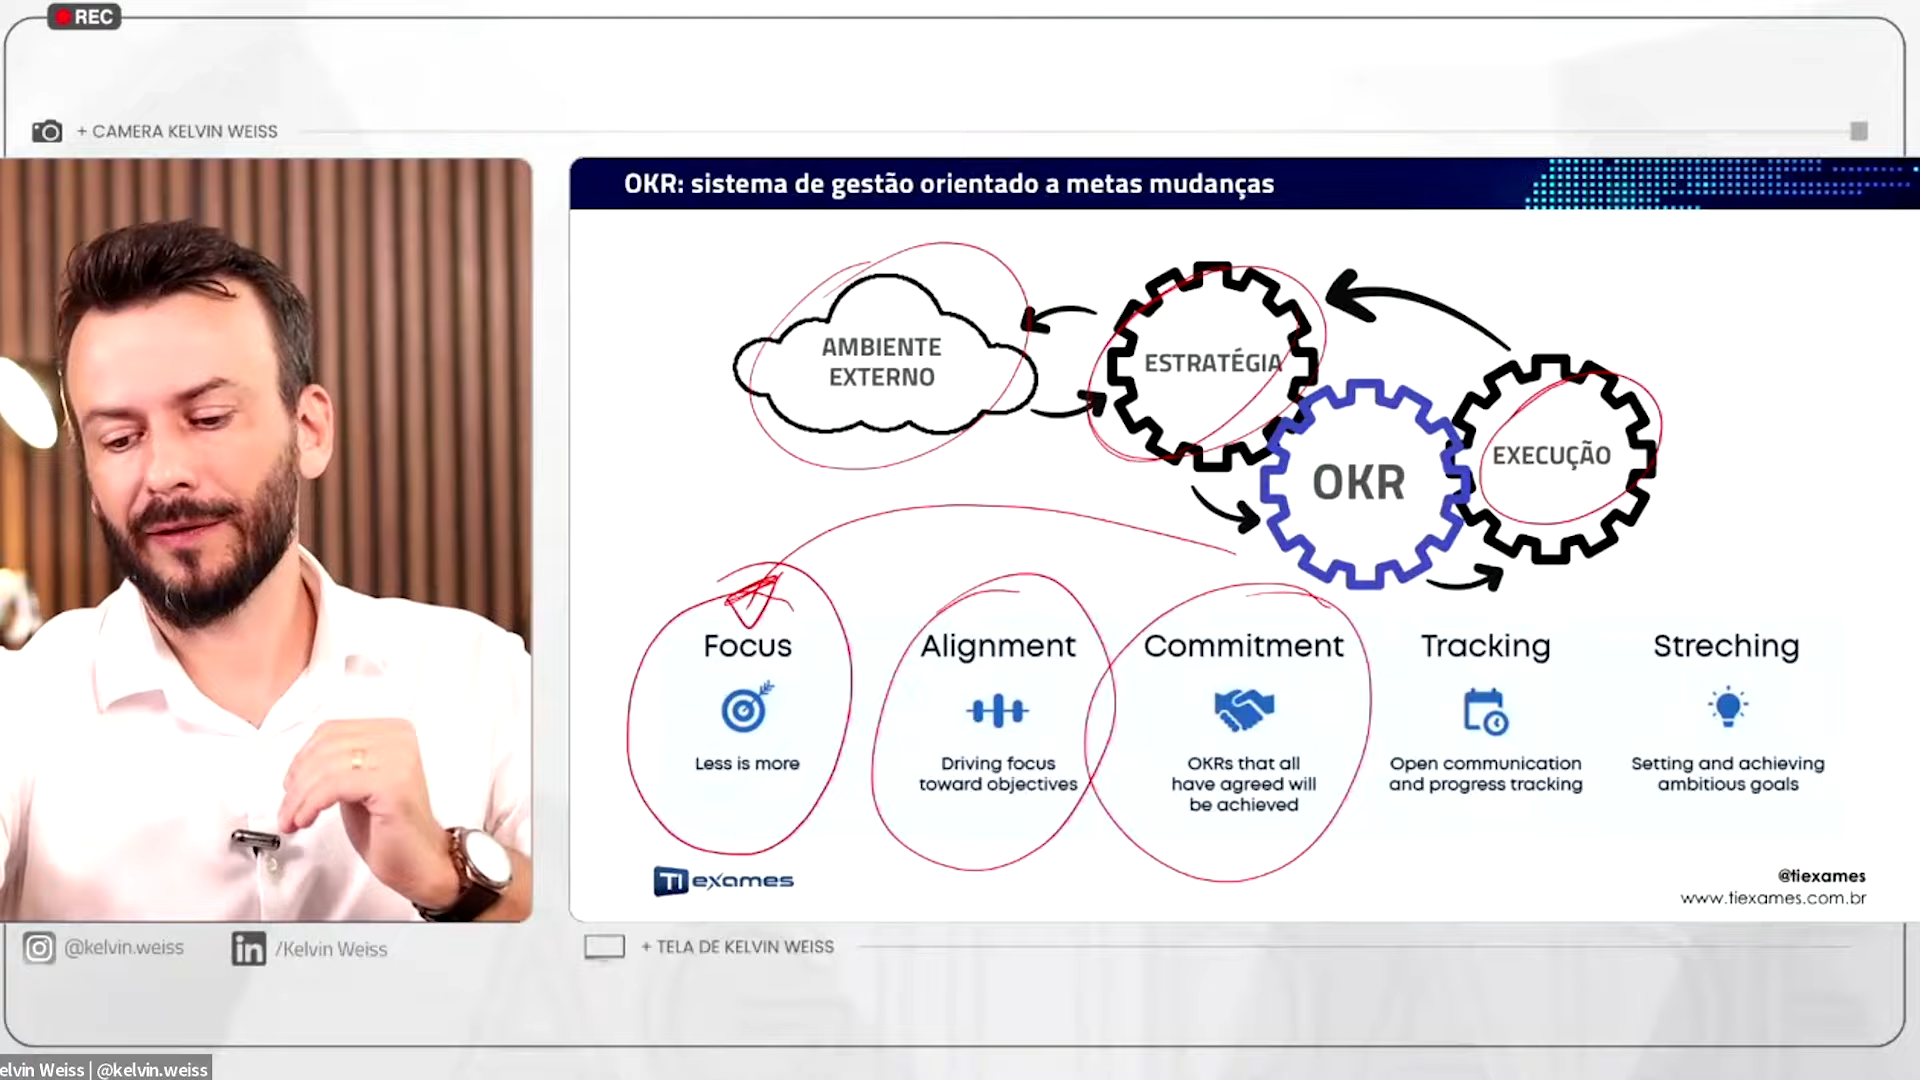 REC
+ CAMERA KELVIN WEISS
OKR: sistema de gestão orientado a metas mudanças
AMBIENTE
EXTERNO
ESTRATÉGIA
OKR
EXECUÇÃO
Focus
Less is more
Alignment
Driving focus
toward objectives
Commitment
OKRs that all
have agreed will
be achieved
Tracking
Open communication
and progress tracking
Streching
Setting and achieving
ambitious goals
TI exames
@tiexames
www.tiexames.com.br
@kelvin.weiss
in /Kelvin Weiss
+ TELA DE KELVIN WEISS
elvin Weiss | @kelvin.weiss